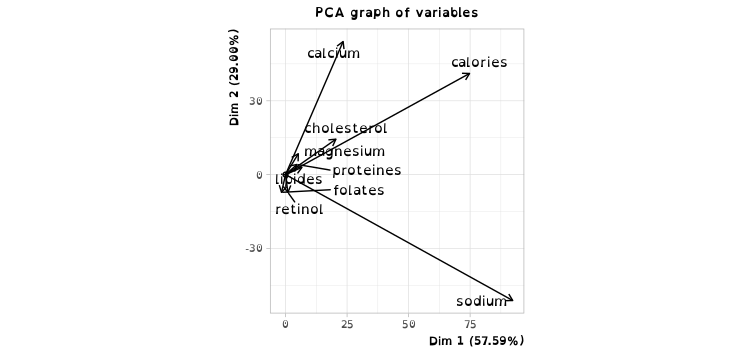 PCA graph of variables
Dim 2 (29.00%)
calcium
calories
30
cholesterol
magnesium
proteines
0
lipides
folates
retinol
-30
sodium
0 25 50 75
Dim 1 (57.59%)